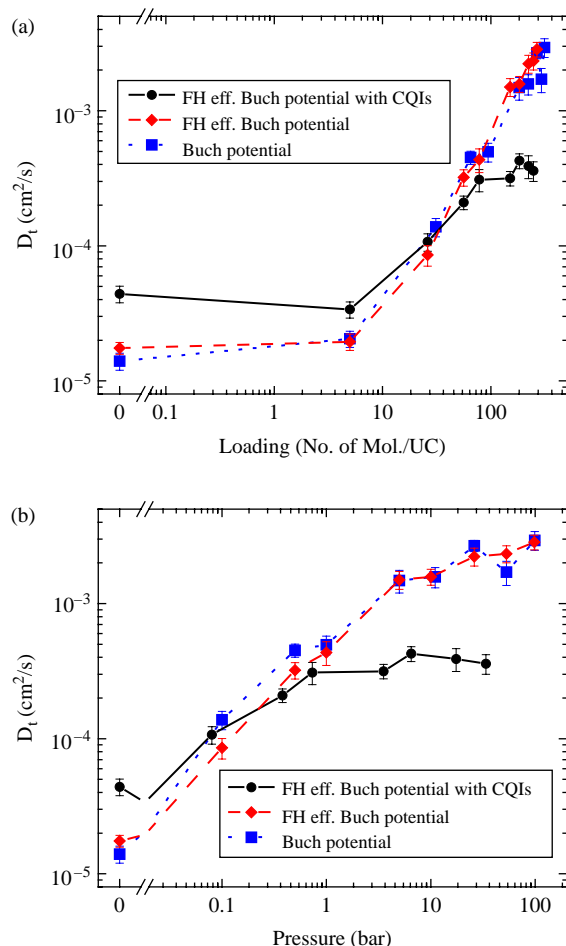 (a)
FH eff. Buch potential with CQIs
FH eff. Buch potential
Buch potential
10⁻³
10⁻⁴
10⁻⁵
Dₜ (cm²/s)
0 0.1 1 10 100
Loading (No. of Mol./UC)
(b)
10⁻³
10⁻⁴
10⁻⁵
Dₜ (cm²/s)
FH eff. Buch potential with CQIs
FH eff. Buch potential
Buch potential
0 0.1 1 10 100
Pressure (bar)